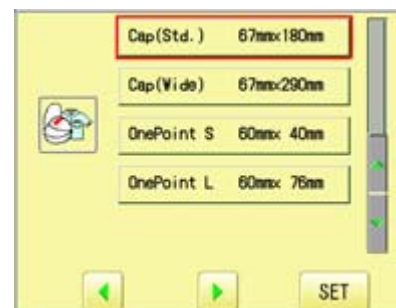 Cap(Std.) 67mm×180mm
Cap(Wide) 67mm×290mm
OnePoint S 60mm× 40mm
OnePoint L 60mm× 76mm
SET